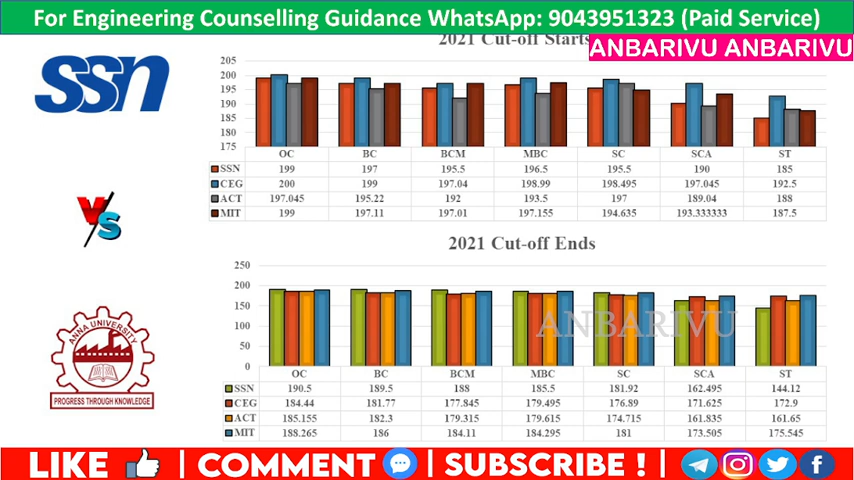 For Engineering Counselling Guidance WhatsApp: 9043951323 (Paid Service)
2021 Cut-off Starts
ANBARIVU ANBARIVU
ssn
VS
ANNA UNIVERSITY
PROGRESS THROUGH KNOWLEDGE
205
200
195
190
185
180
175
OC BC BCM MBC SC SCA ST
SSN 199 197 195.5 196.5 195.5 190 185
CEG 200 199 197.04 198.99 198.495 197.045 192.5
ACT 197.045 195.22 192 193.5 197 189.04 188
MIT 199 197.11 197.01 197.155 194.635 193.333333 187.5
2021 Cut-off Ends
250
200
150
100
50
0
ANBARIVU
OC BC BCM MBC SC SCA ST
SSN 190.5 189.5 188 185.5 181.92 162.495 144.12
CEG 184.44 181.77 177.845 179.495 176.89 171.625 172.9
ACT 185.155 182.3 179.315 179.615 174.715 161.835 161.65
MIT 188.265 186 184.11 184.295 181 173.505 175.545
LIKE | COMMENT | SUBSCRIBE ! |